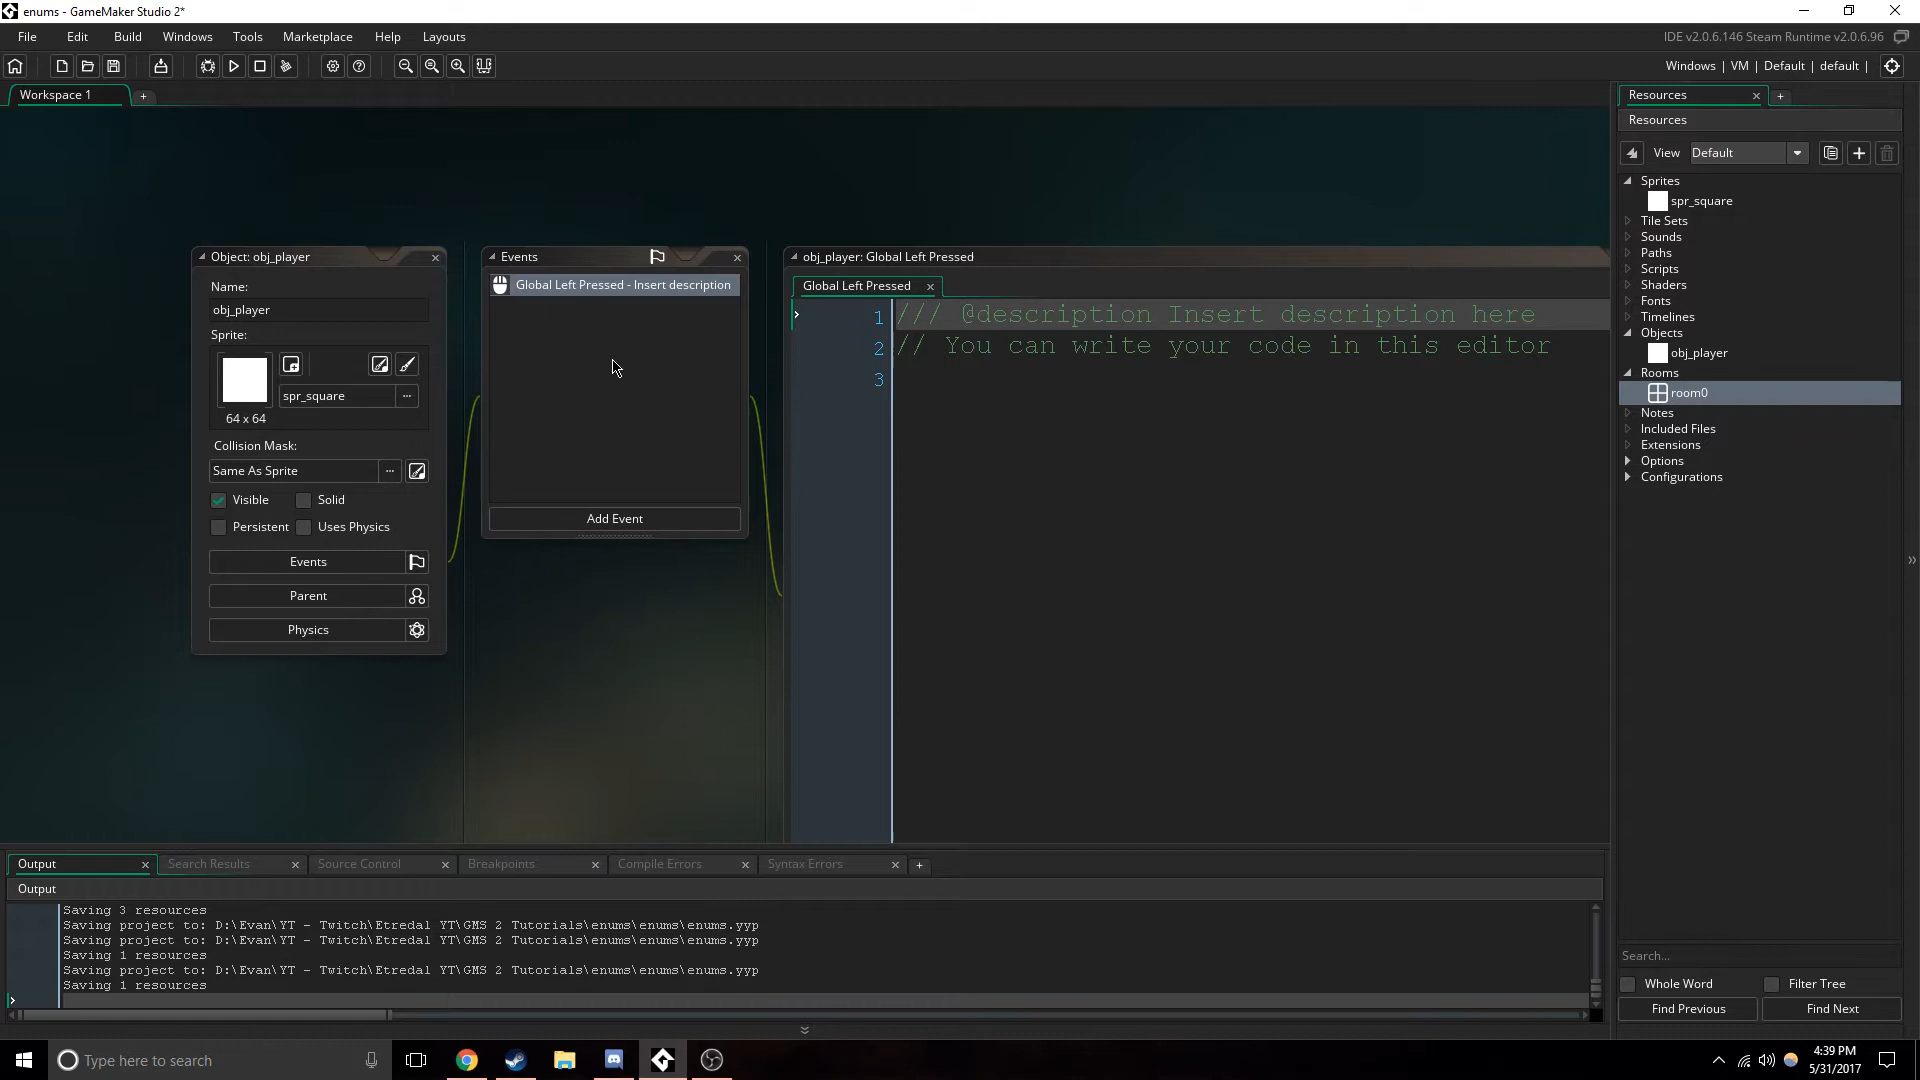 enums - GameMaker Studio 2*
File Edit Build Windows Tools Marketplace Help Layouts
IDE v2.0.6.146 Steam Runtime v2.0.6.96
Windows | VM | Default | default |
Workspace 1
Object: obj_player
Name:
obj_player
Sprite:
spr_square
64 x 64
Collision Mask:
Same As Sprite
Visible Solid
Persistent Uses Physics
Events
Parent
Physics
Events
Global Left Pressed - Insert description
Add Event
obj_player: Global Left Pressed
Global Left Pressed
1 /// @description Insert description here
2 // You can write your code in this editor
3
Resources
Resources
View Default
Sprites
spr_square
Tile Sets
Sounds
Paths
Scripts
Shaders
Fonts
Timelines
Objects
obj_player
Rooms
room0
Notes
Included Files
Extensions
Options
Configurations
Search...
Whole Word Filter Tree
Find Previous Find Next
Output Search Results Source Control Breakpoints Compile Errors Syntax Errors
Output
Saving 3 resources
Saving project to: D:\Evan\YT - Twitch\Etredal YT\GMS 2 Tutorials\enums\enums.yyp
Saving project to: D:\Evan\YT - Twitch\Etredal YT\GMS 2 Tutorials\enums\enums.yyp
Saving 1 resources
Saving project to: D:\Evan\YT - Twitch\Etredal YT\GMS 2 Tutorials\enums\enums.yyp
Saving 1 resources
Type here to search
4:39 PM
5/31/2017